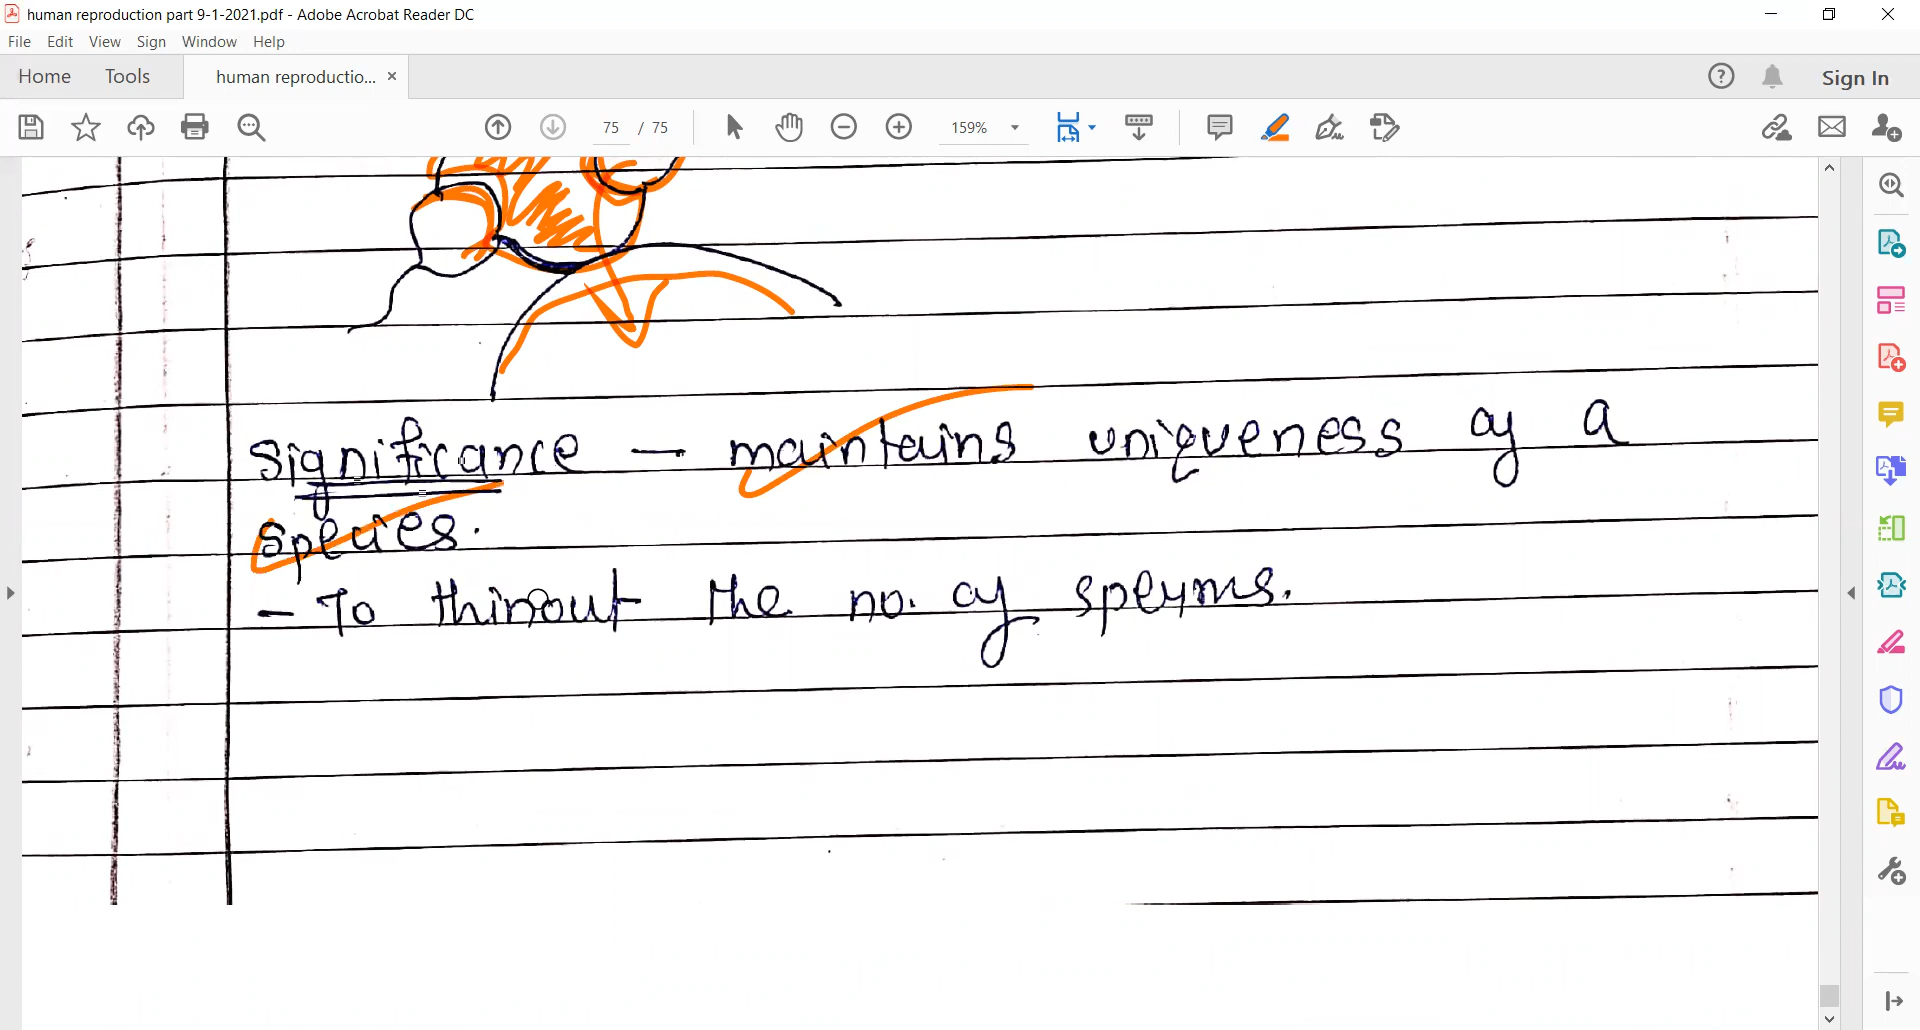 human reproduction part 9-1-2021.pdf - Adobe Acrobat Reader DC
File Edit View Sign Window Help
Home Tools human reproductio... × Sign In
75 / 75 159%
significance — maintains uniqueness of a
species.
- To thinout the no. of sperms.